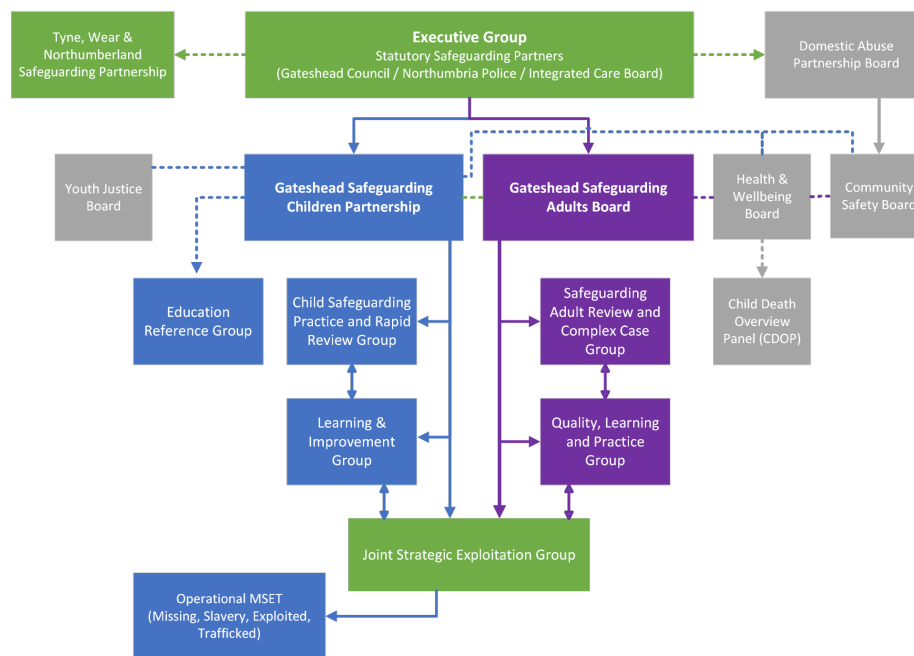 Tyne, Wear &
Northumberland
Safeguarding Partnership
Executive Group
Statutory Safeguarding Partners
(Gateshead Council / Northumbria Police / Integrated Care Board)
Domestic Abuse
Partnership Board
Youth Justice
Board
Gateshead Safeguarding
Children Partnership
Gateshead Safeguarding
Adults Board
Health &
Wellbeing
Board
Community
Safety Board
Education
Reference Group
Child Safeguarding
Practice and Rapid
Review Group
Safeguarding
Adult Review and
Complex Case
Group
Child Death
Overview
Panel (CDOP)
Learning &
Improvement
Group
Quality, Learning
and Practice
Group
Joint Strategic Exploitation Group
Operational MSET
(Missing, Slavery, Exploited,
Trafficked)